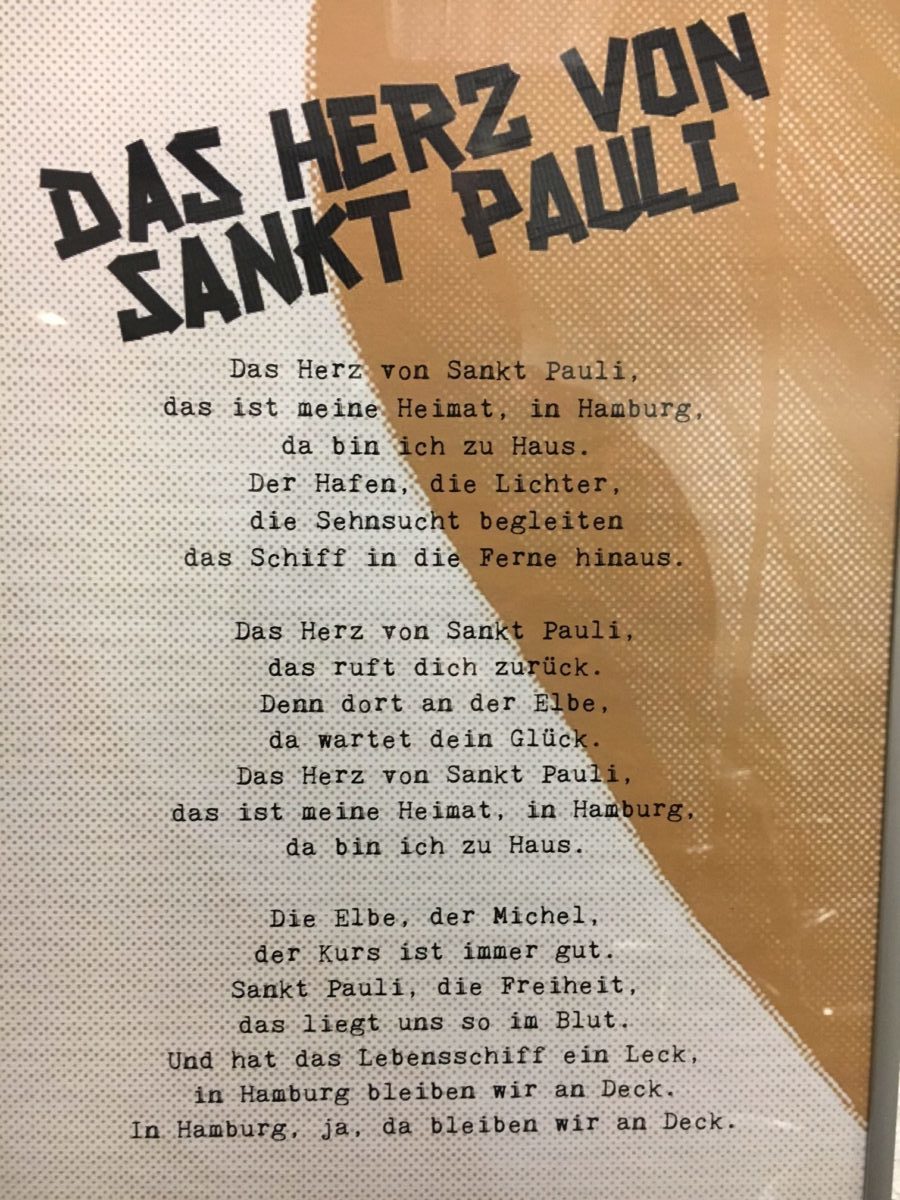 DAS HERZ VON
SANKT PAULI
Das Herz von Sankt Pauli,
das ist meine Heimat, in Hamburg,
da bin ich zu Haus.
Der Hafen, die Lichter,
die Sehnsucht begleiten
das Schiff in die Ferne hinaus.
Das Herz von Sankt Pauli,
das ruft dich zurück.
Denn dort an der Elbe,
da wartet dein Glück.
Das Herz von Sankt Pauli,
das ist meine Heimat, in Hamburg,
da bin ich zu Haus.
Die Elbe, der Michel,
der Kurs ist immer gut.
Sankt Pauli, die Freiheit,
das liegt uns so im Blut.
Und hat das Lebensschiff ein Leck,
in Hamburg bleiben wir an Deck.
In Hamburg, ja, da bleiben wir an Deck.